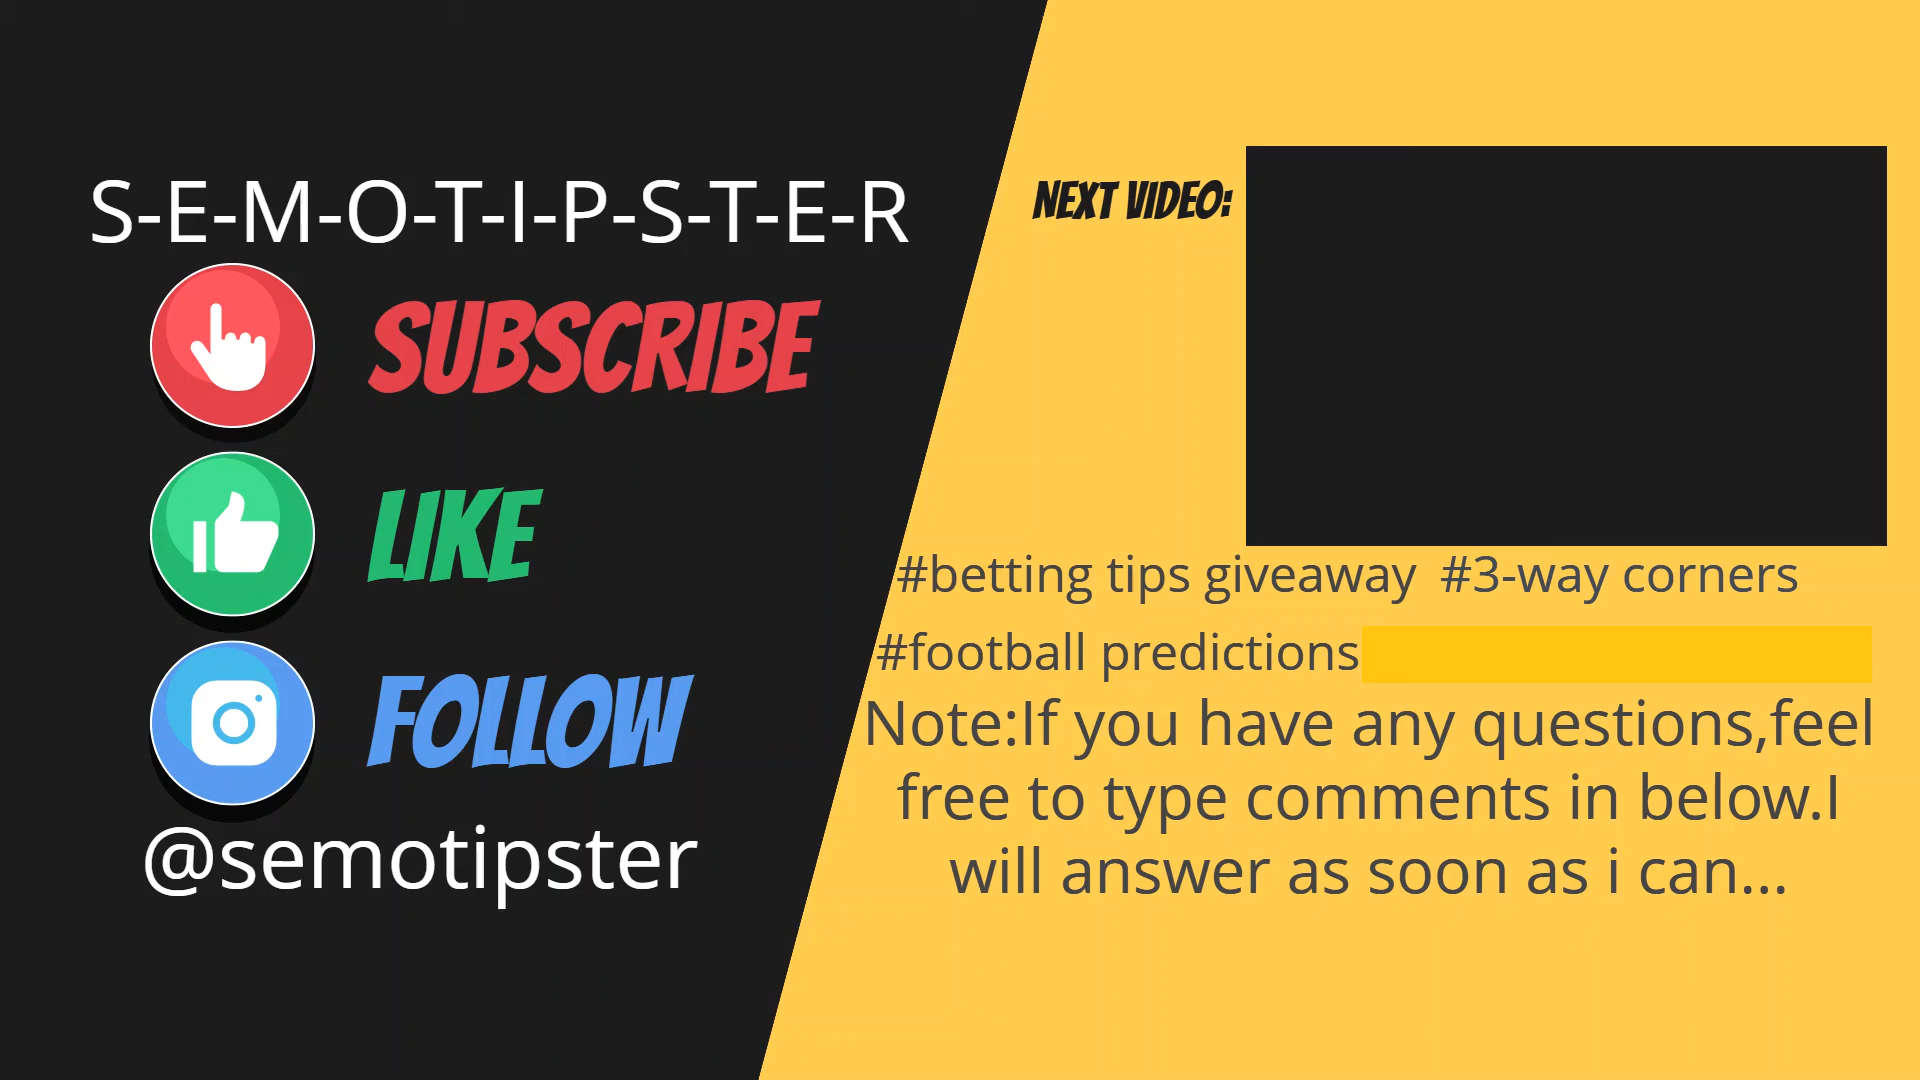 S-E-M-O-T-I-P-S-T-E-R
SUBSCRIBE
LIKE
FOLLOW
@semotipster
NEXT VIDEO:
#betting tips giveaway #3-way corners
#football predictions
Note:If you have any questions,feel
free to type comments in below.I
will answer as soon as i can...